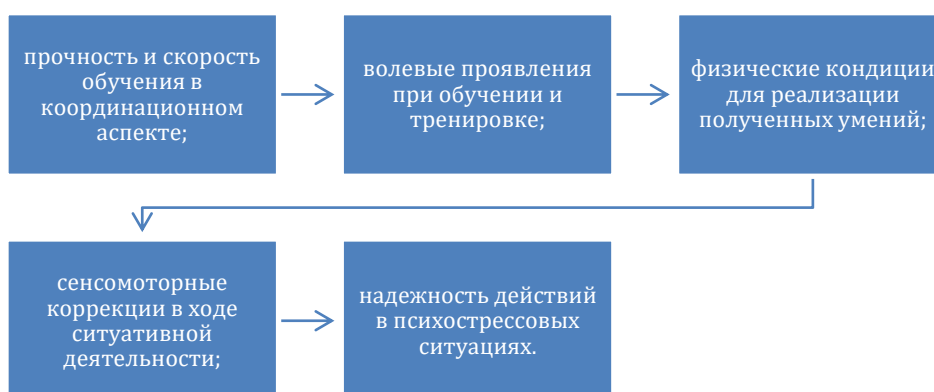 прочность и скорость
обучения в
координационном
аспекте;
волевые проявления
при обучении и
тренировке;
физические кондиции
для реализации
полученных умений;
сенсомоторные
коррекции в ходе
ситуативной
деятельности;
надежность действий
в психострессовых
ситуациях.